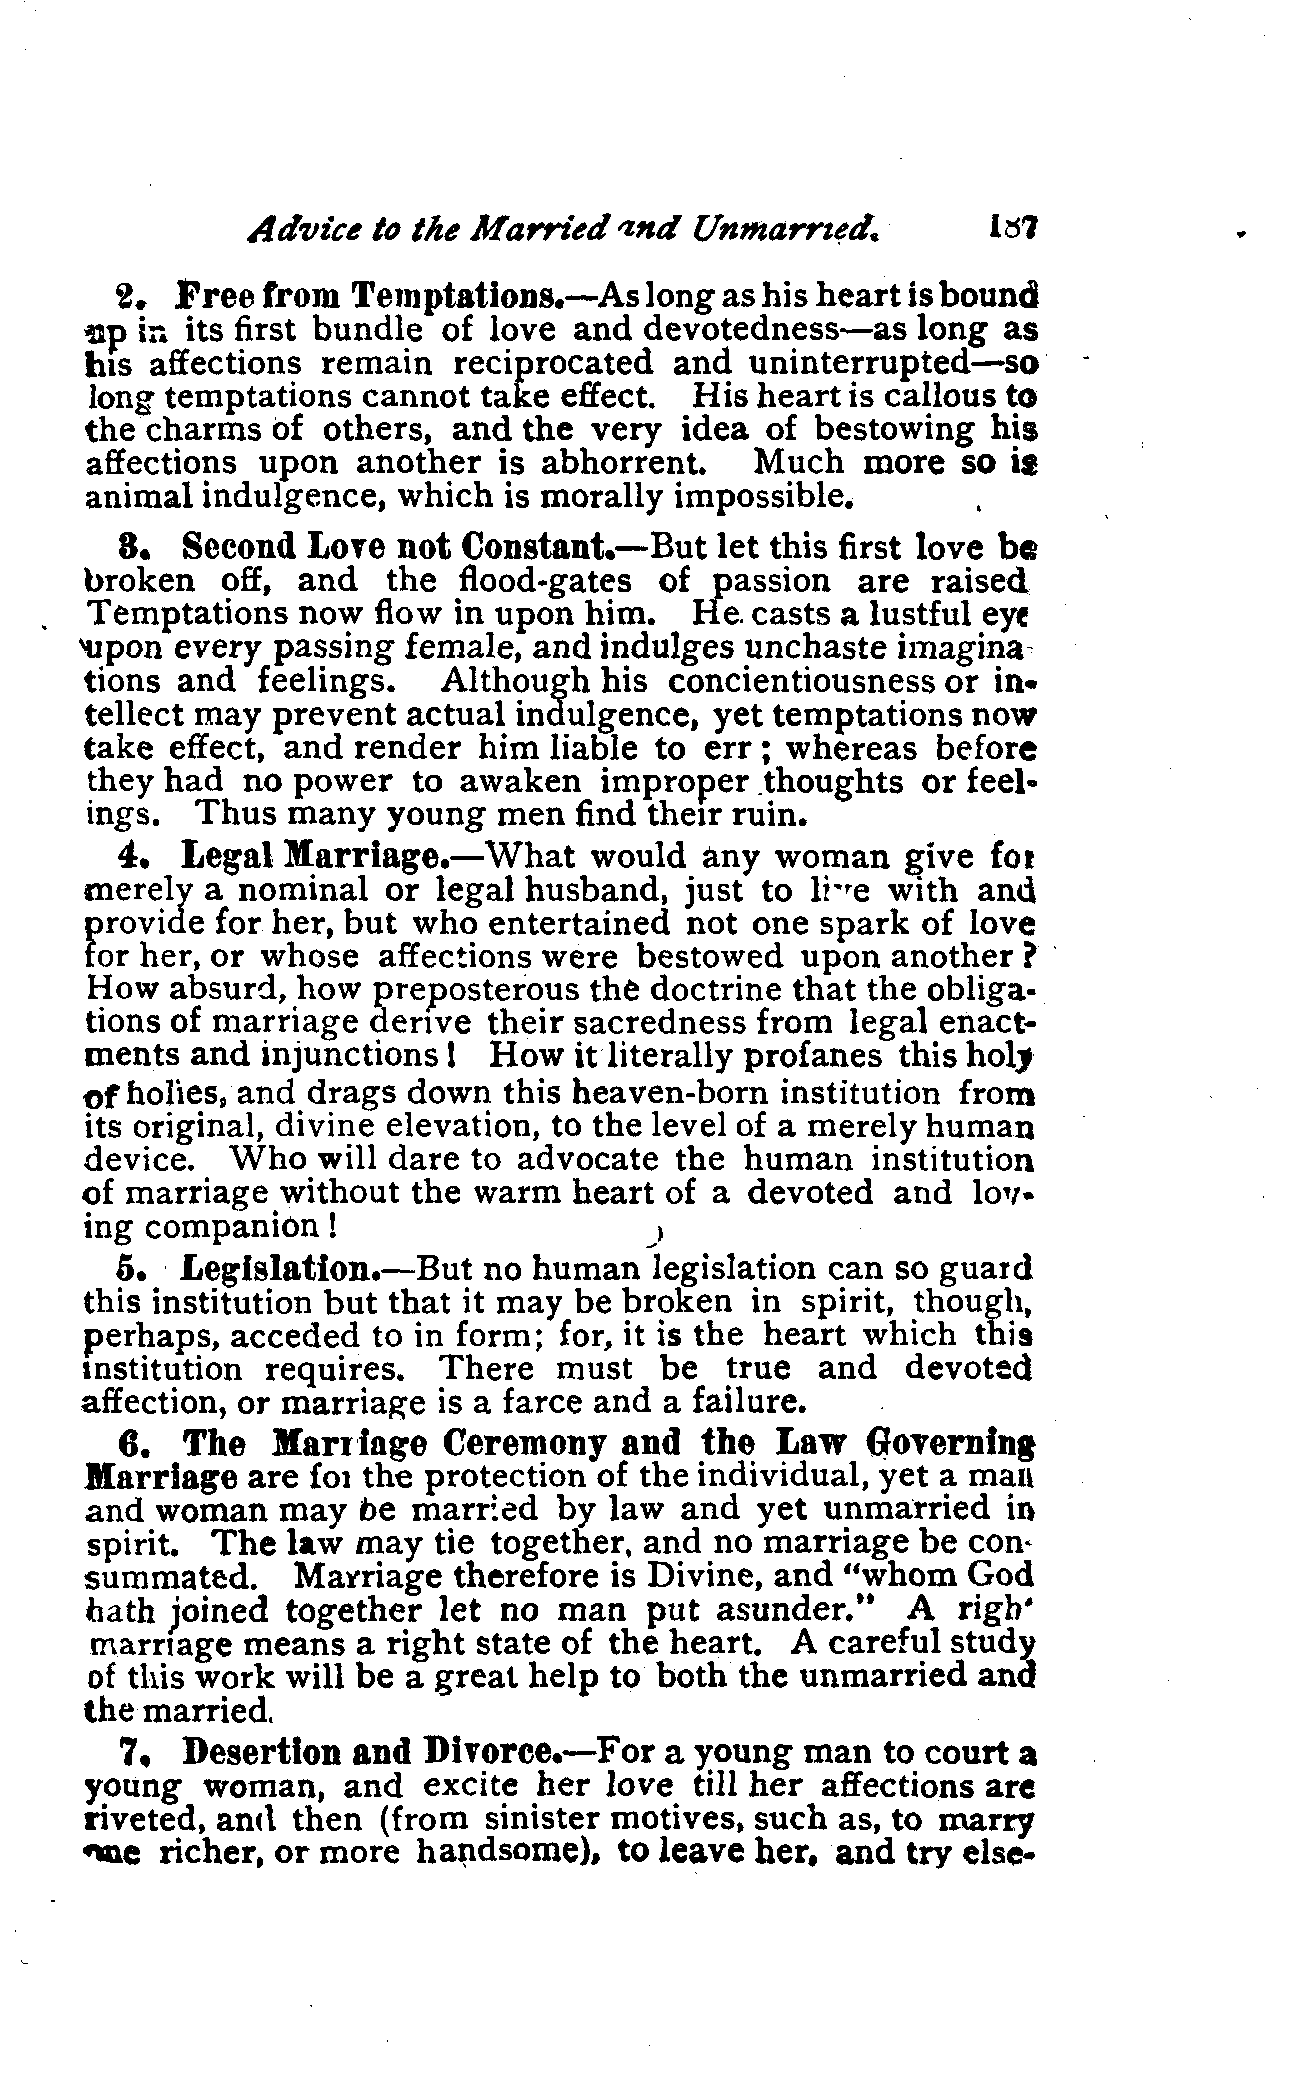 Advice to the Married and Unmarried. 187
2. Free from Temptations.—As long as his heart is bound
up in its first bundle of love and devotedness—as long as
his affections remain reciprocated and uninterrupted—so
long temptations cannot take effect. His heart is callous to
the charms of others, and the very idea of bestowing his
affections upon another is abhorrent. Much more so is
animal indulgence, which is morally impossible.
3. Second Love not Constant.—But let this first love be
broken off, and the flood-gates of passion are raised
Temptations now flow in upon him. He casts a lustful eye
upon every passing female, and indulges unchaste imagina-
tions and feelings. Although his concientiousness or in-
tellect may prevent actual indulgence, yet temptations now
take effect, and render him liable to err; whereas before
they had no power to awaken improper thoughts or feel-
ings. Thus many young men find their ruin.
4. Legal Marriage.—What would any woman give for
merely a nominal or legal husband, just to live with and
provide for her, but who entertained not one spark of love
for her, or whose affections were bestowed upon another?
How absurd, how preposterous the doctrine that the obliga-
tions of marriage derive their sacredness from legal enact-
ments and injunctions! How it literally profanes this holy
of holies, and drags down this heaven-born institution from
its original, divine elevation, to the level of a merely human
device. Who will dare to advocate the human institution
of marriage without the warm heart of a devoted and lov-
ing companion!
5. Legislation.—But no human legislation can so guard
this institution but that it may be broken in spirit, though,
perhaps, acceded to in form; for, it is the heart which this
institution requires. There must be true and devoted
affection, or marriage is a farce and a failure.
6. The Marriage Ceremony and the Law Governing
Marriage are for the protection of the individual, yet a man
and woman may be married by law and yet unmarried in
spirit. The law may tie together, and no marriage be con-
summated. Marriage therefore is Divine, and "whom God
hath joined together let no man put asunder." A right
marriage means a right state of the heart. A careful study
of this work will be a great help to both the unmarried and
the married.
7. Desertion and Divorce.—For a young man to court a
young woman, and excite her love till her affections are
riveted, and then (from sinister motives, such as, to marry
one richer, or more handsome), to leave her, and try else-